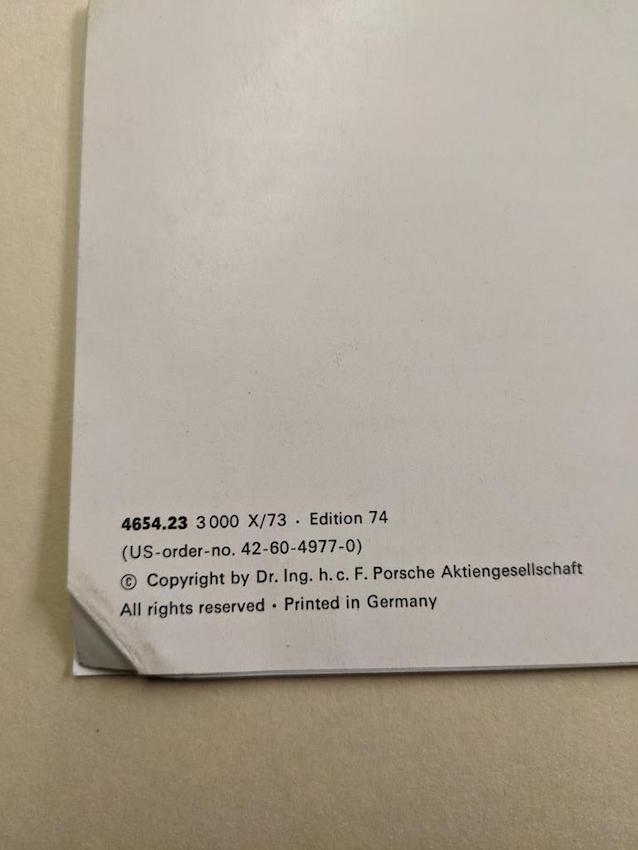 4654.23 3000 X/73 · Edition 74
(US-order-no. 42-60-4977-0)
© Copyright by Dr. Ing. h. c. F. Porsche Aktiengesellschaft
All rights reserved · Printed in Germany